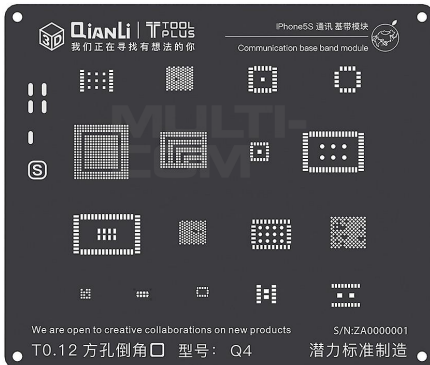 3D QIANLI TOOL PLUS
我们正在寻找有想法的你
iPhone5S 通讯 基带模块
Communication base band module
MULTI-
COM
S
We are open to creative collaborations on new products
S/N:ZA0000001
T0.12 方孔倒角 型号： Q4
潜力标准制造